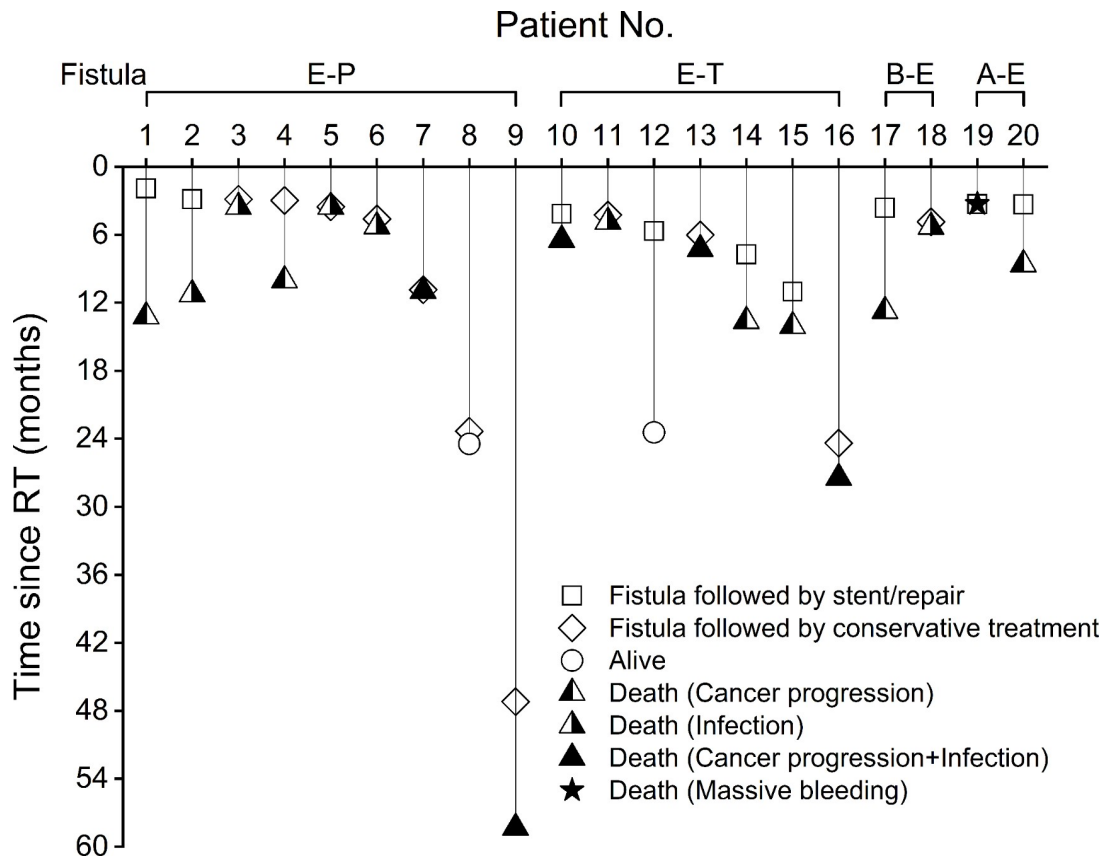 Patient No.
Fistula E-P E-T B-E A-E
1 2 3 4 5 6 7 8 9 10 11 12 13 14 15 16 17 18 19 20
Time since RT (months)
0
6
12
18
24
30
36
42
48
54
60
Fistula followed by stent/repair
Fistula followed by conservative treatment
Alive
Death (Cancer progression)
Death (Infection)
Death (Cancer progression+Infection)
Death (Massive bleeding)